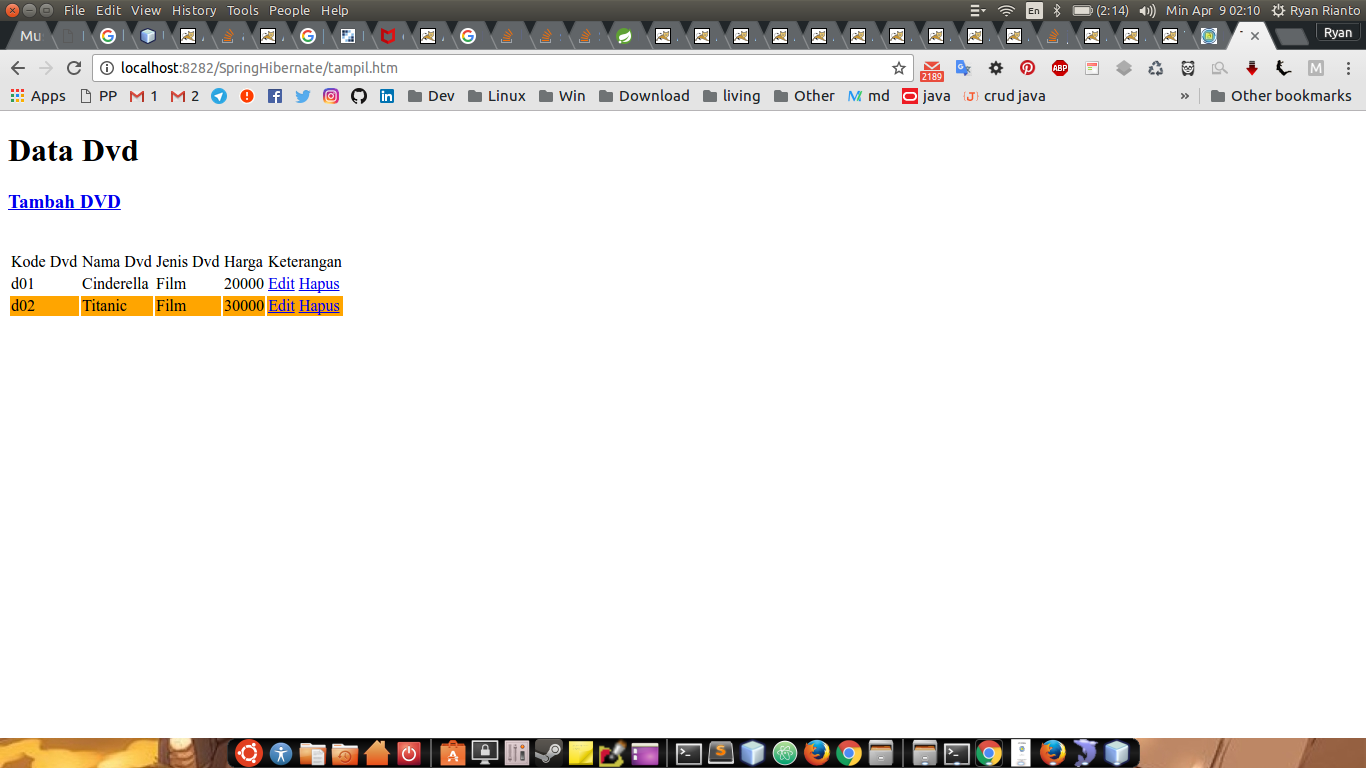 File Edit View History Tools People Help
En (2:14) Min Apr 9 02:10 Ryan Rianto
Mu Ryan
localhost:8282/SpringHibernate/tampil.htm
2189 ABP M
Apps PP M 1 M 2 Dev Linux Win Download living Other md java crud java » Other bookmarks
Data Dvd
Tambah DVD
Kode Dvd Nama Dvd Jenis Dvd Harga Keterangan
d01 Cinderella Film 20000 Edit Hapus
d02 Titanic Film 30000 Edit Hapus